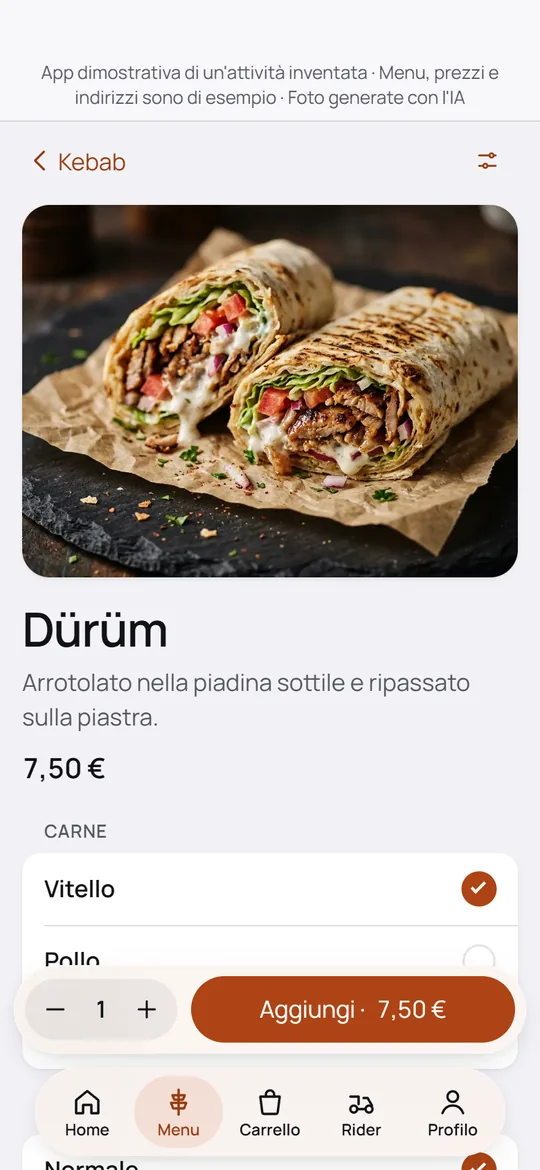 App dimostrativa di un'attività inventata · Menu, prezzi e
indirizzi sono di esempio · Foto generate con l'IA
Kebab
Dürüm
Arrotolato nella piadina sottile e ripassato
sulla piastra.
7,50 €
CARNE
Vitello
Pollo
1
Aggiungi · 7,50 €
Home
Menu
Carrello
Rider
Profilo
Normale